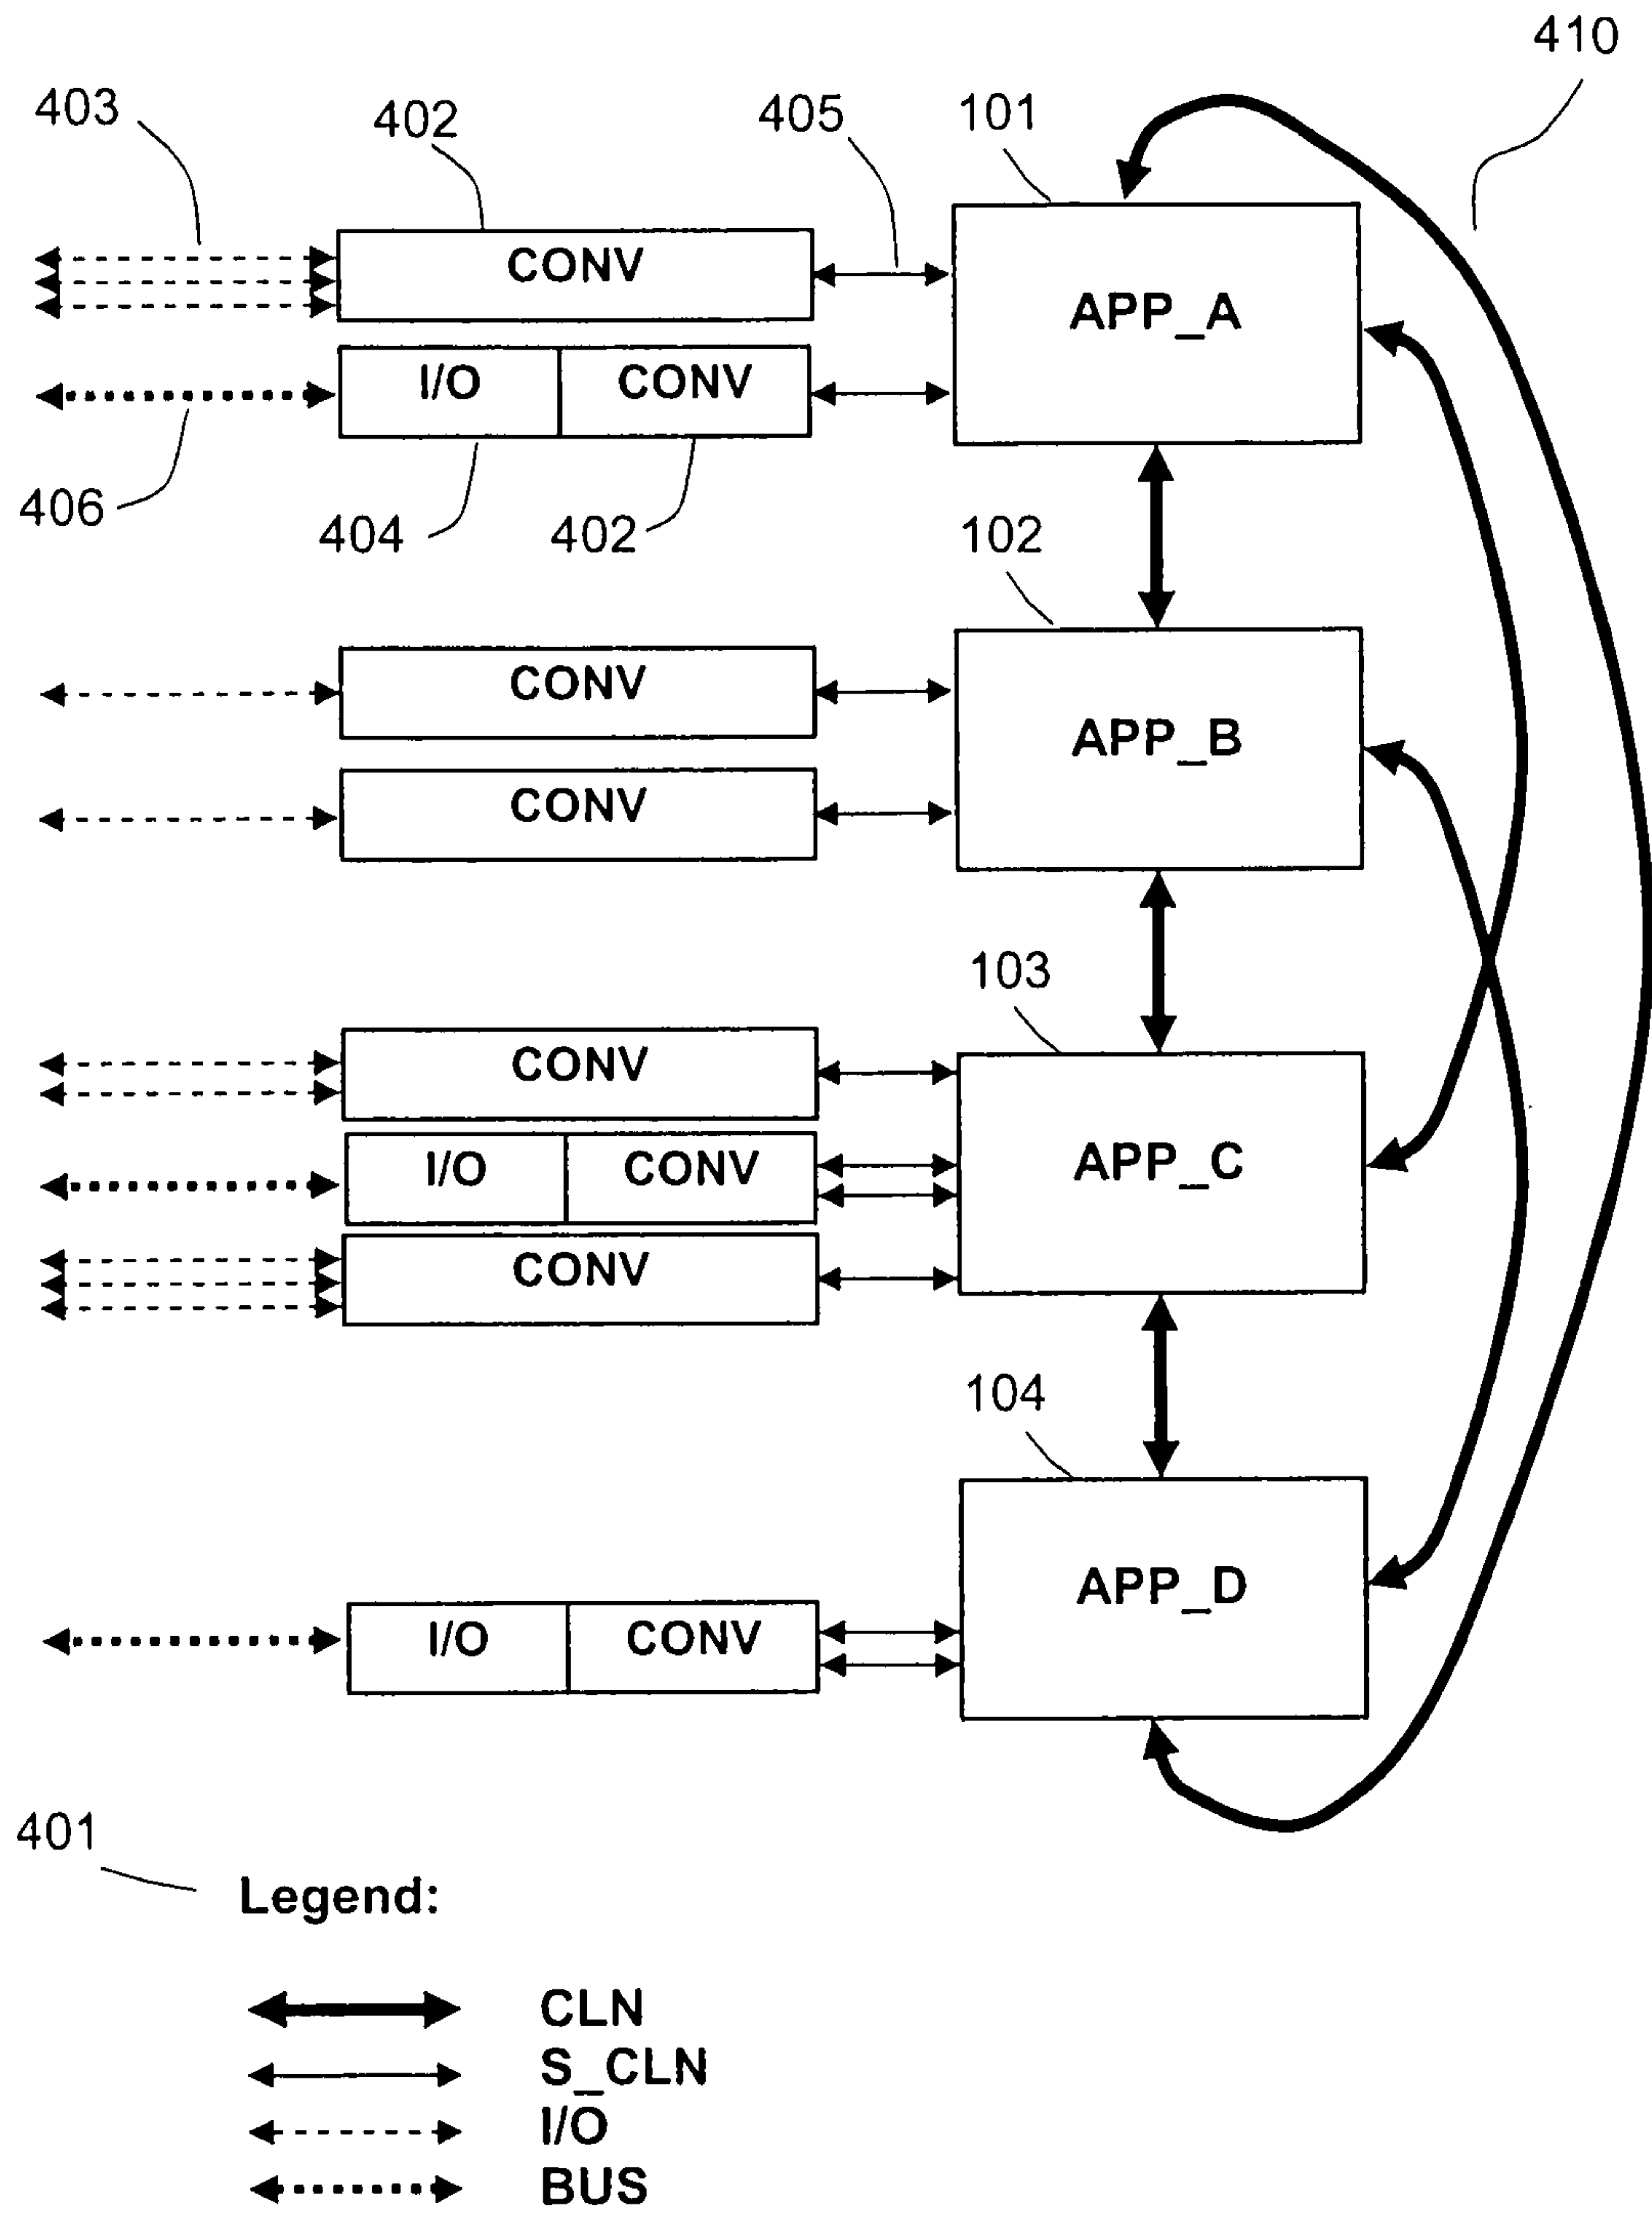 410
403
402
405
101
CONV
APP_A
I/O
CONV
406
404
402
102
CONV
APP_B
CONV
103
CONV
I/O
CONV
APP_C
CONV
104
APP_D
I/O
CONV
401
Legend:
CLN
S_CLN
I/O
BUS